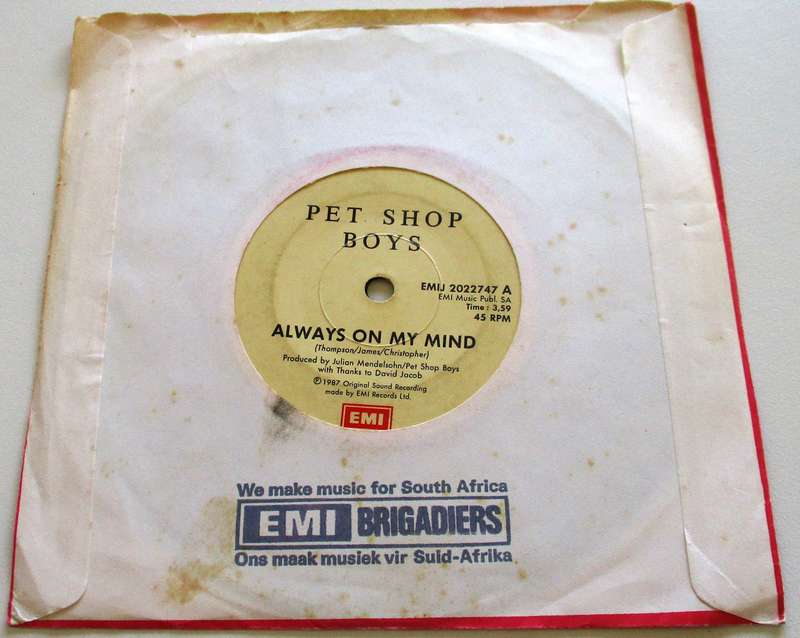 PET SHOP
BOYS
EMIJ 2022747 A
EMI Music Publ. SA
Time : 3,59
45 RPM
ALWAYS ON MY MIND
(Thompson/James/Christopher)
Produced by Julian Mendelsohn/Pet Shop Boys
with Thanks to David Jacob
Ⓟ1987 Original Sound Recording
made by EMI Records Ltd.
EMI
We make music for South Africa
EMI BRIGADIERS
Ons maak musiek vir Suid-Afrika